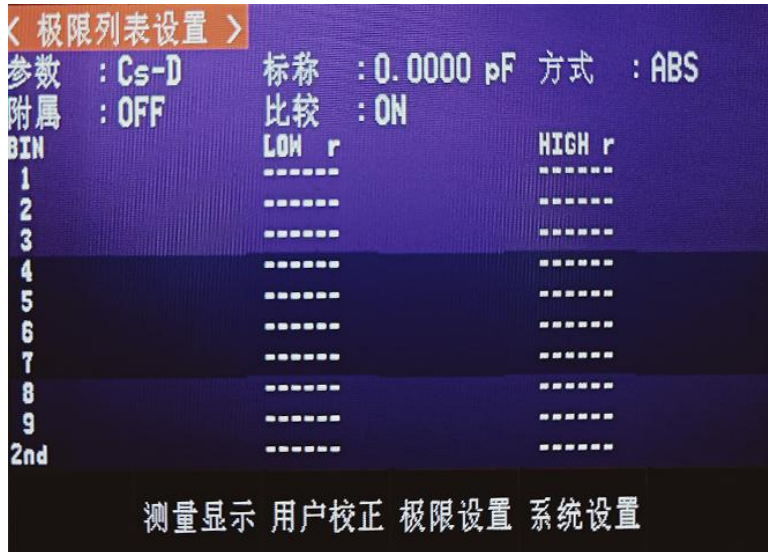 < 极限列表设置 >
参数 :Cs-D 标称 :0.0000 pF 方式 :ABS
附属 :OFF 比较 :ON
BIN LOW r HIGH r
1 ------ ------
2 ------ ------
3 ------ ------
4 ------ ------
5 ------ ------
6 ------ ------
7 ------ ------
8 ------ ------
9 ------ ------
2nd ------ ------
测量显示 用户校正 极限设置 系统设置